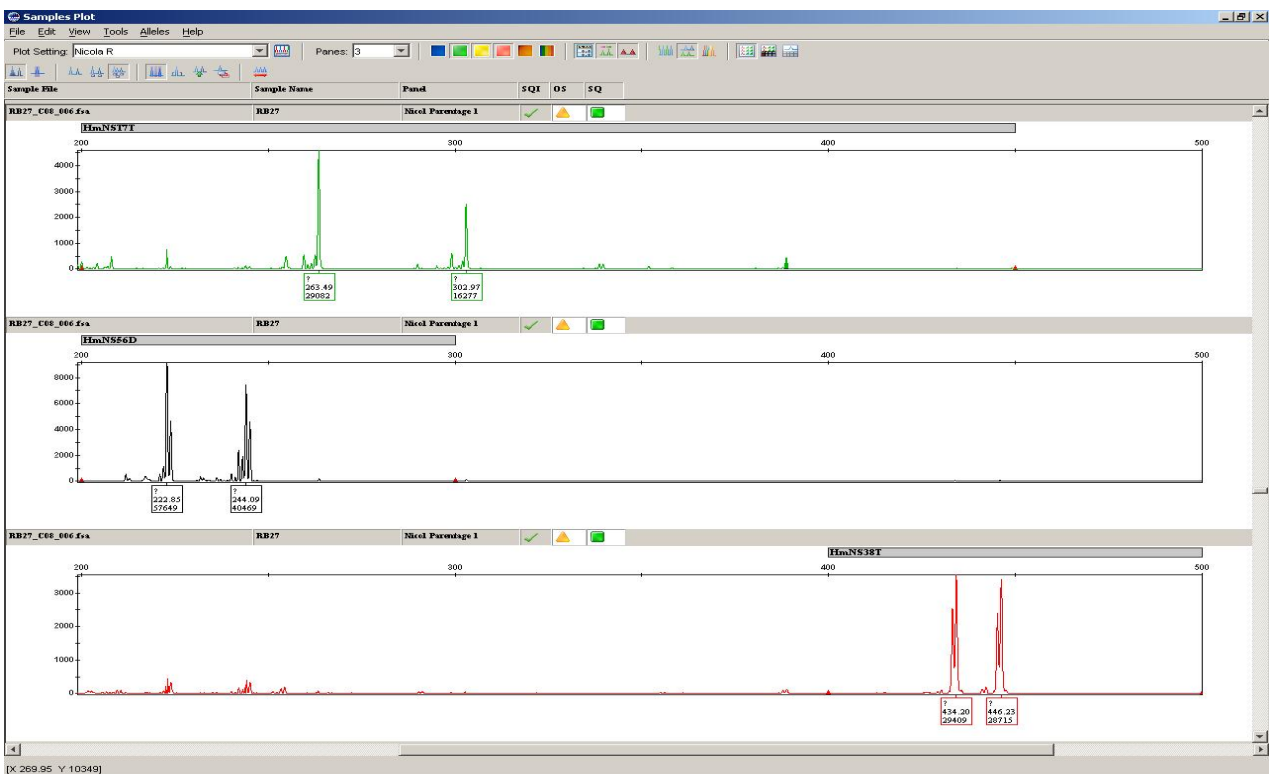 Samples Plot
File Edit View Tools Alleles Help
Plot Setting: Nicola R Panes: 3
Sample File Sample Name Panel SQI OS SQ
RB27_C08_006.fsa RB27 Nicol Parentage 1
HmNS17T
200 300 400 500
4000
3000
2000
1000
0
? ?
263.49 302.97
29082 16277
RB27_C08_006.fsa RB27 Nicol Parentage 1
HmNS56D
200 300 400 500
8000
6000
4000
2000
0
? ?
222.85 244.09
57649 40469
RB27_C08_006.fsa RB27 Nicol Parentage 1
HmNS38T
200 300 400 500
3000
2000
1000
0
? ?
434.20 446.23
29409 28715
[X 269.95 Y 10349]